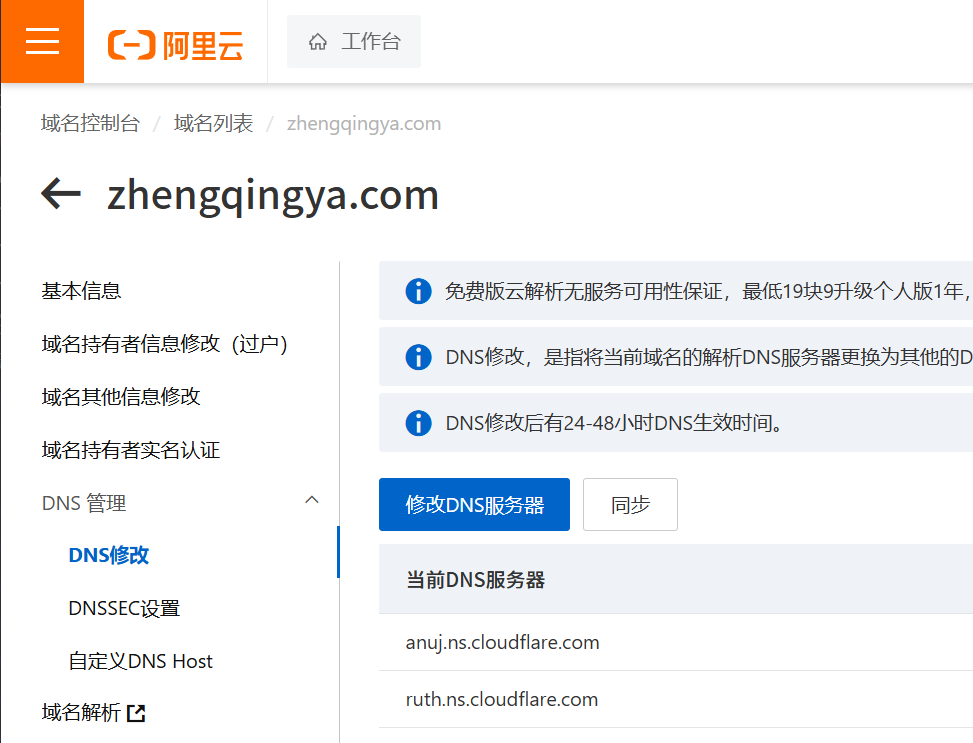 阿里云 工作台
域名控制台 / 域名列表 / zhengqingya.com
zhengqingya.com
基本信息
域名持有者信息修改（过户）
域名其他信息修改
域名持有者实名认证
DNS 管理
DNS修改
DNSSEC设置
自定义DNS Host
域名解析
免费版云解析无服务可用性保证，最低19块9升级个人版1年，
DNS修改，是指将当前域名的解析DNS服务器更换为其他的D
DNS修改后有24-48小时DNS生效时间。
修改DNS服务器 同步
当前DNS服务器
anuj.ns.cloudflare.com
ruth.ns.cloudflare.com